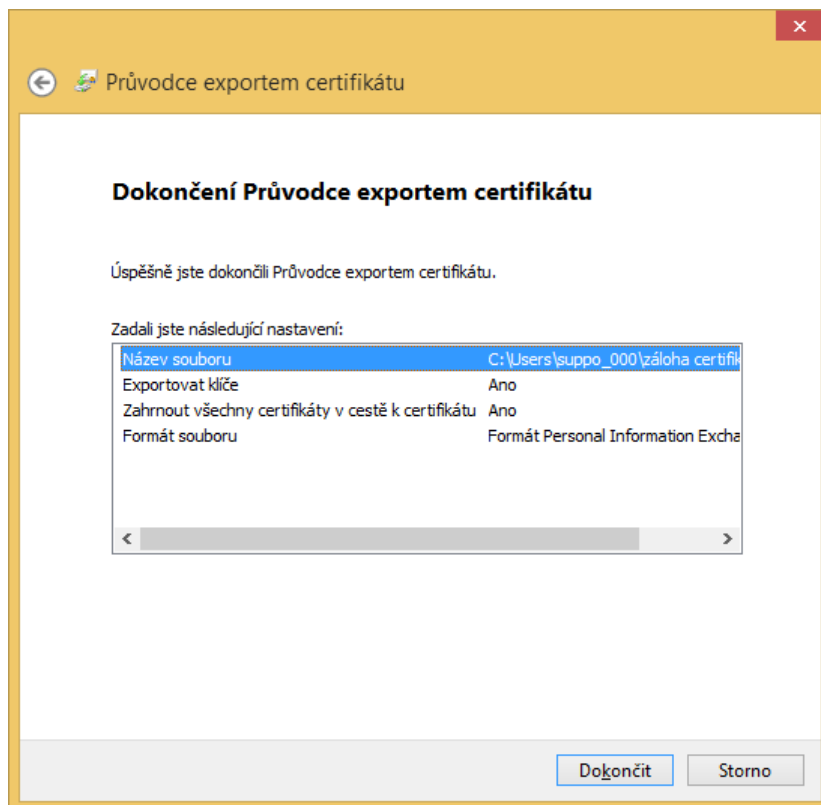 Průvodce exportem certifikátu
Dokončení Průvodce exportem certifikátu
Úspěšně jste dokončili Průvodce exportem certifikátu.
Zadali jste následující nastavení:
Název souboru C:\Users\suppo_000\záloha certifik
Exportovat klíče Ano
Zahrnout všechny certifikáty v cestě k certifikátu Ano
Formát souboru Formát Personal Information Excha
Dokončit Storno